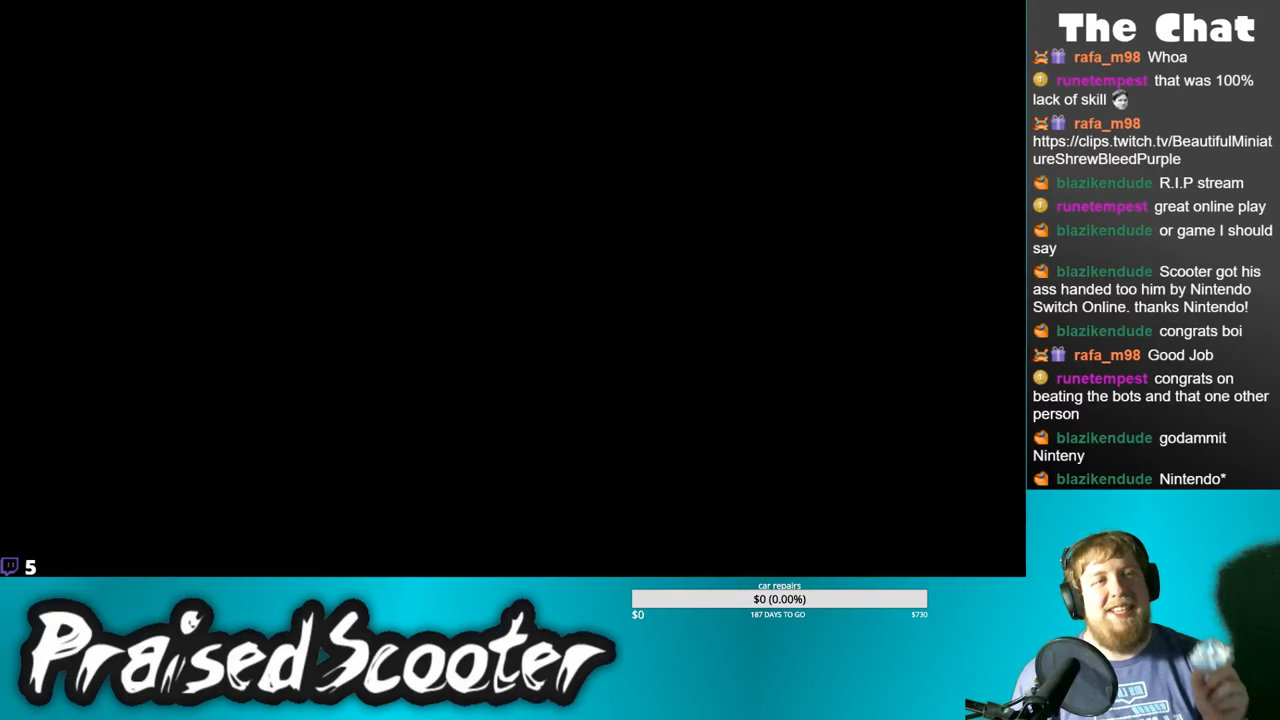 The Chat
rafa_m98 Whoa
runetempest that was 100%
lack of skill
rafa_m98
https://clips.twitch.tv/BeautifulMiniat
ureShrewBleedPurple
blazikendude R.I.P stream
runetempest great online play
blazikendude or game I should
say
blazikendude Scooter got his
ass handed too him by Nintendo
Switch Online. thanks Nintendo!
blazikendude congrats boi
rafa_m98 Good Job
runetempest congrats on
beating the bots and that one other
person
blazikendude godammit
Ninteny
blazikendude Nintendo*
5
car repairs
$0 (0.00%)
$0 187 DAYS TO GO $730
PraisedScooter